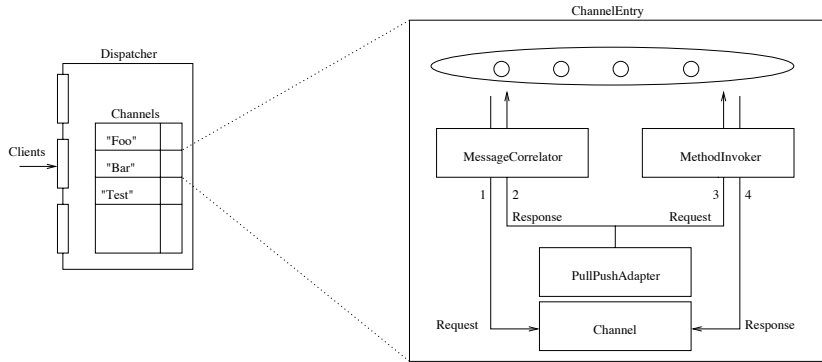 ChannelEntry
Dispatcher
Channels
"Foo"
Clients
"Bar"
"Test"
MessageCorrelator
MethodInvoker
1
2
3
4
Response
Request
PullPushAdapter
Request
Channel
Response